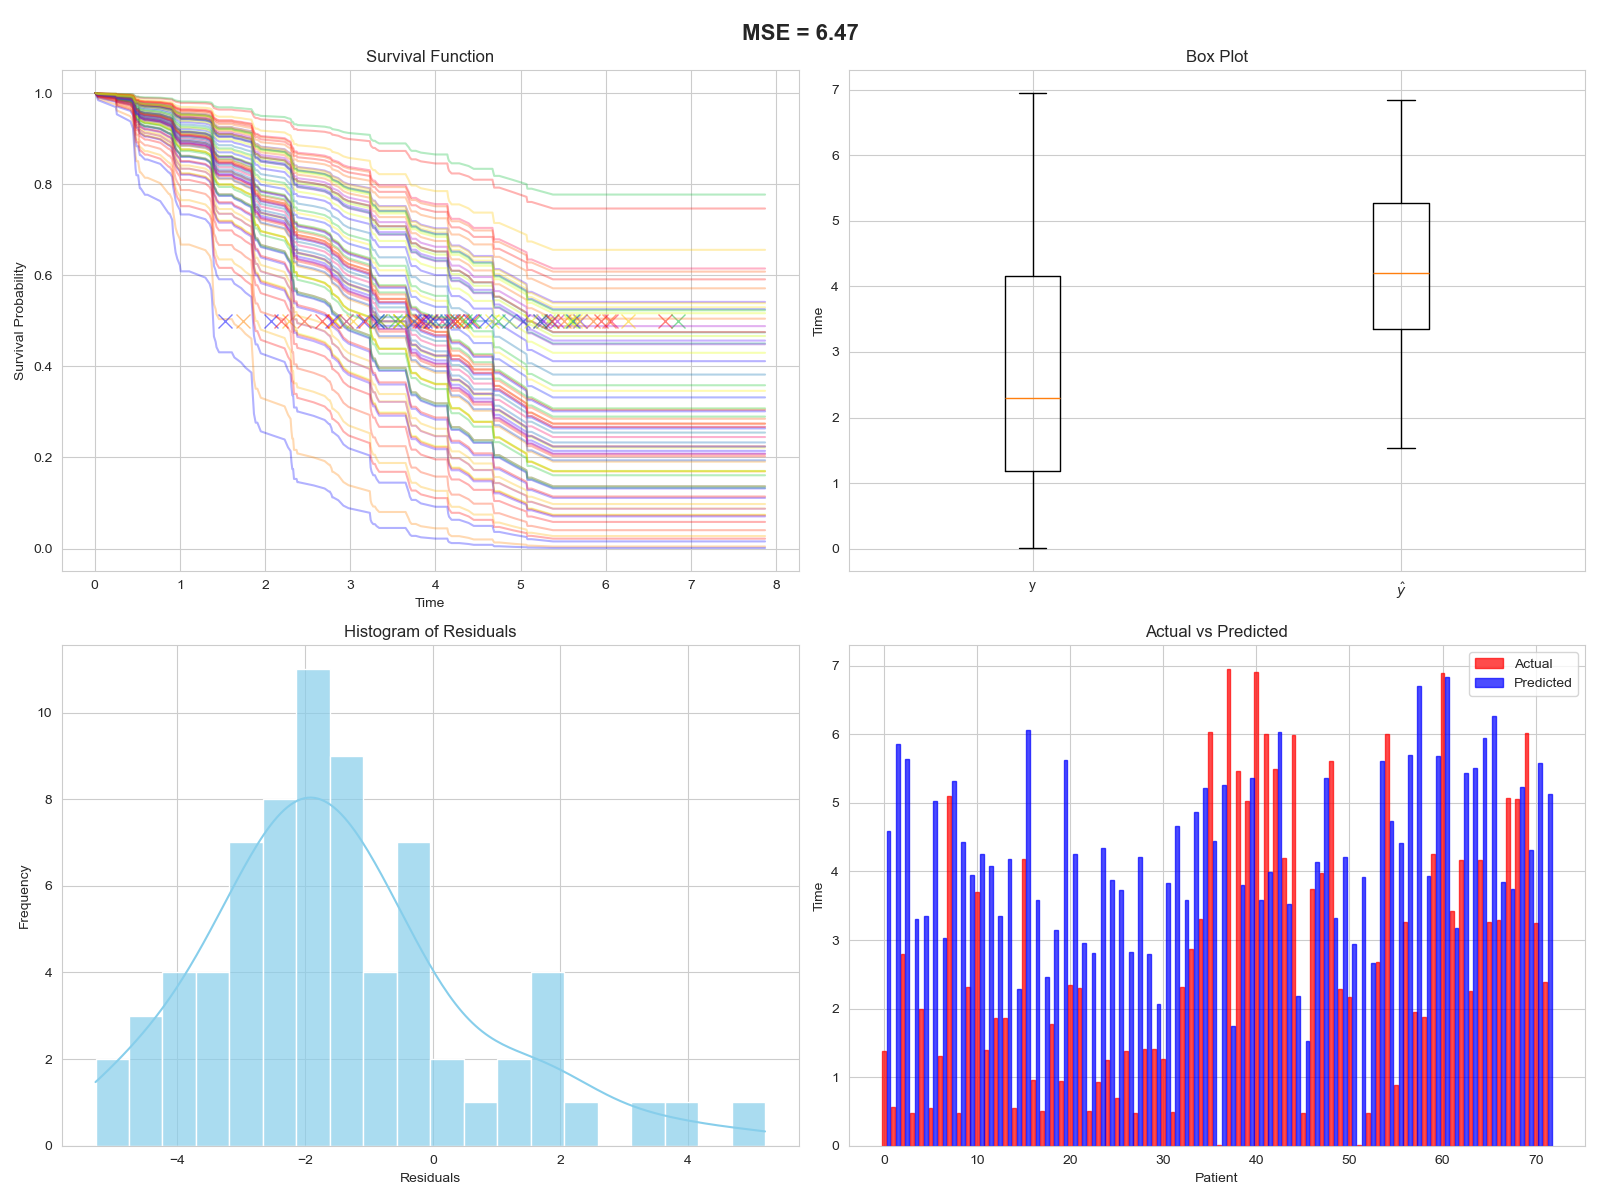 MSE = 6.47
Survival Function
Survival Probability
1.0
0.8
0.6
0.4
0.2
0.0
0 1 2 3 4 5 6 7 8
Time
Box Plot
Time
7
6
5
4
3
2
1
0
y ŷ
Histogram of Residuals
Frequency
10
8
6
4
2
0
−4 −2 0 2 4
Residuals
Actual vs Predicted
Actual
Predicted
Time
7
6
5
4
3
2
1
0
0 10 20 30 40 50 60 70
Patient